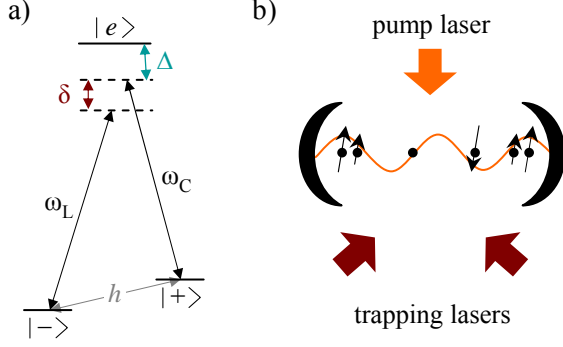 a)
|e>
Δ
δ
ω_L
ω_C
h
|+>
|−>
b)
pump laser
trapping lasers